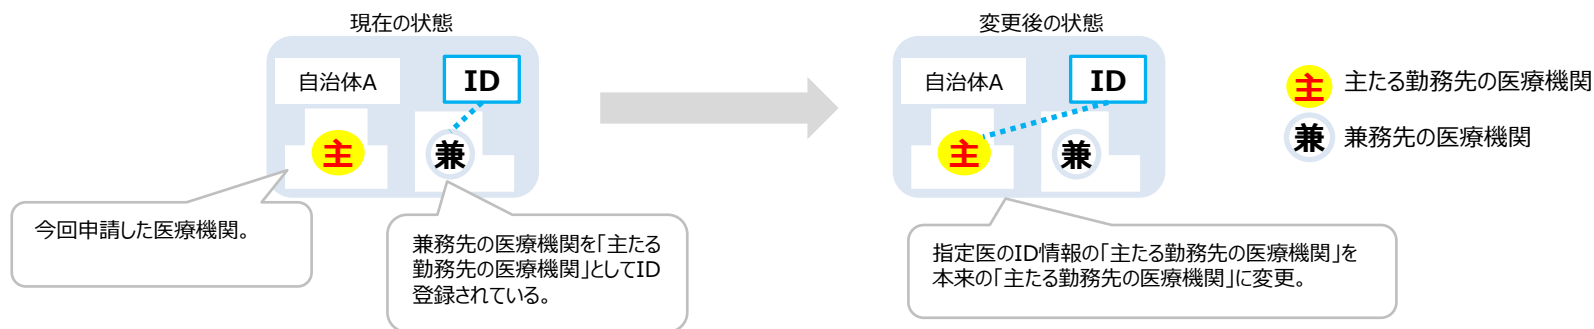 現在の状態
自治体A
ID
主
兼
今回申請した医療機関。
兼務先の医療機関を「主たる
勤務先の医療機関」としてID
登録されている。
変更後の状態
自治体A
ID
主
兼
指定医のID情報の「主たる勤務先の医療機関」を
本来の「主たる勤務先の医療機関」に変更。
主 主たる勤務先の医療機関
兼 兼務先の医療機関